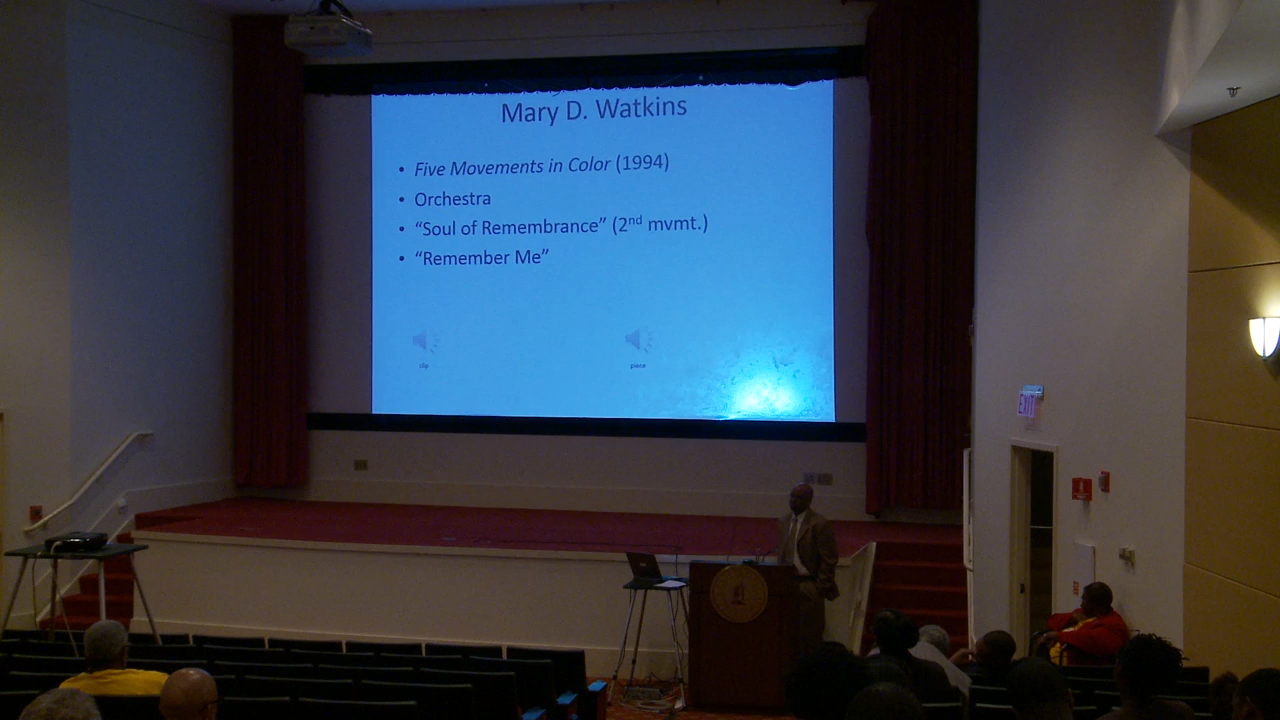 Mary D. Watkins
• Five Movements in Color (1994)
• Orchestra
• “Soul of Remembrance” (2nd mvmt.)
• “Remember Me”
clip
piece
EXIT